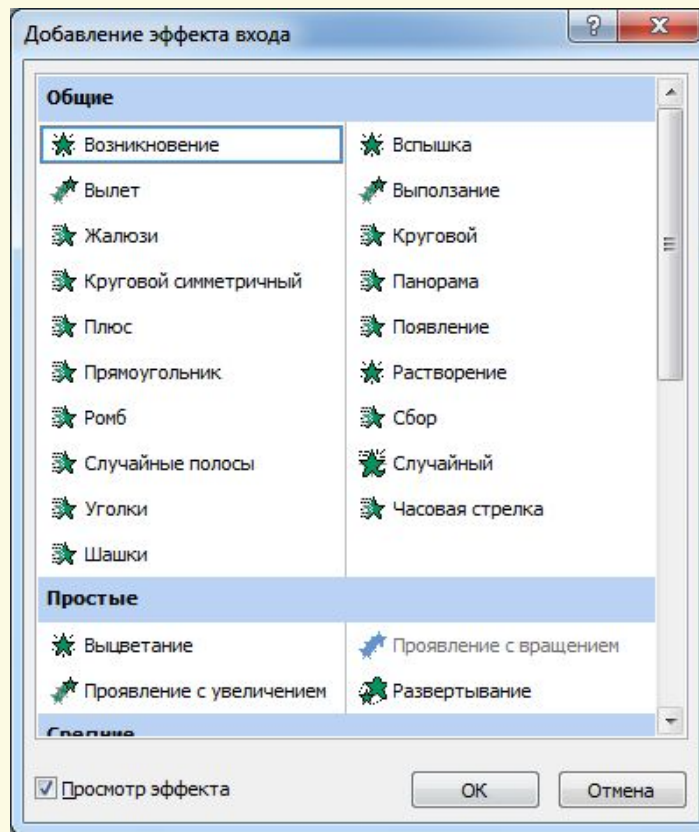 Добавление эффекта входа
Общие
Возникновение Вспышка
Вылет Выползание
Жалюзи Круговой
Круговой симметричный Панорама
Плюс Появление
Прямоугольник Растворение
Ромб Сбор
Случайные полосы Случайный
Уголки Часовая стрелка
Шашки
Простые
Выцветание Проявление с вращением
Проявление с увеличением Развертывание
Средние
Просмотр эффекта ОК Отмена